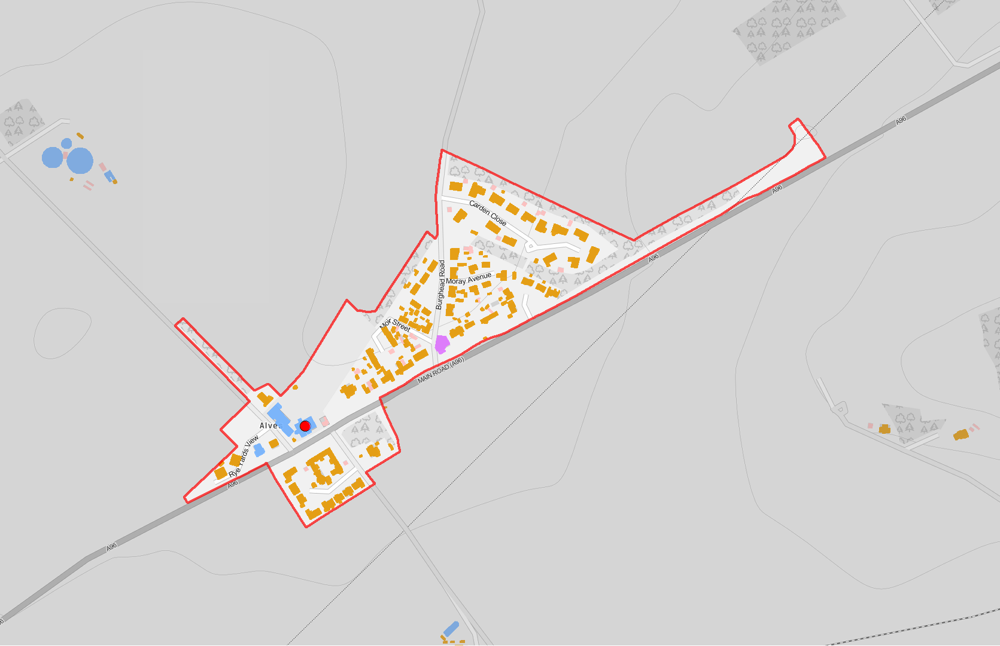 A96
A96
Carden Close
A96
Burghead Road
Moray Avenue
Street
MAIN ROAD (A96)
Alves
Rye Yards View
A96
A96